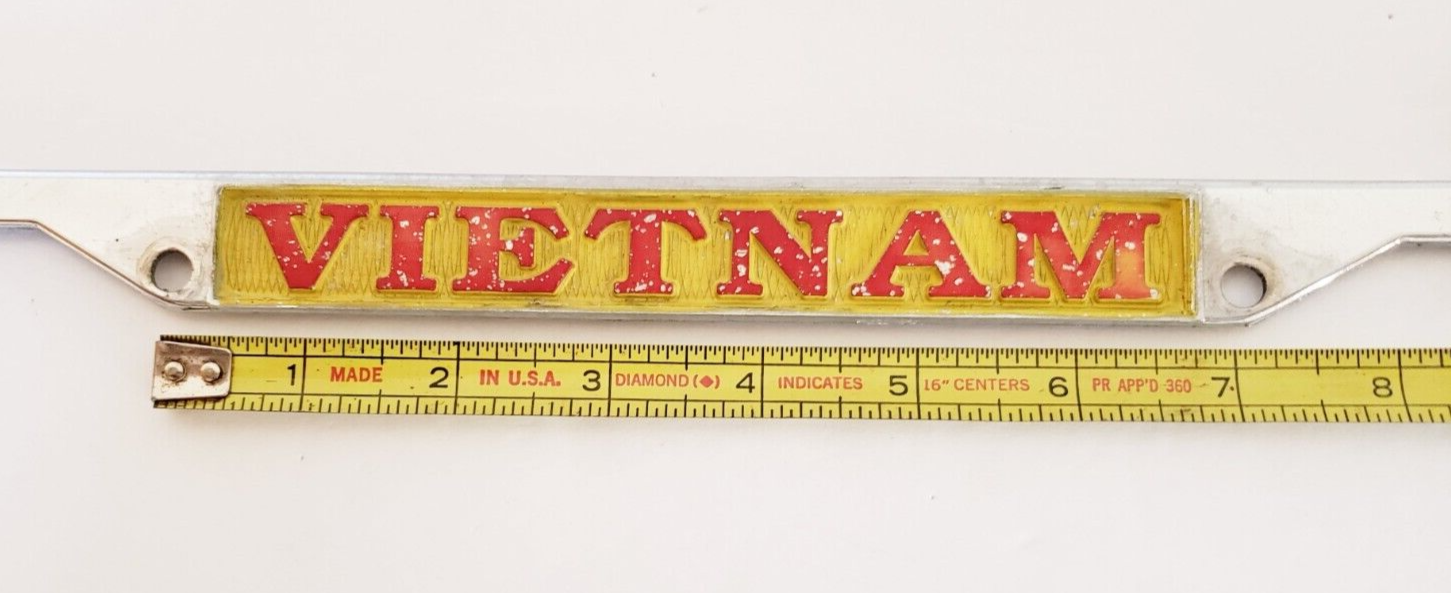 VIETNAM
1 MADE 2 IN U.S.A. 3 DIAMOND (◆) 4 INDICATES 5 16" CENTERS 6 PR APP'D 360 7 8